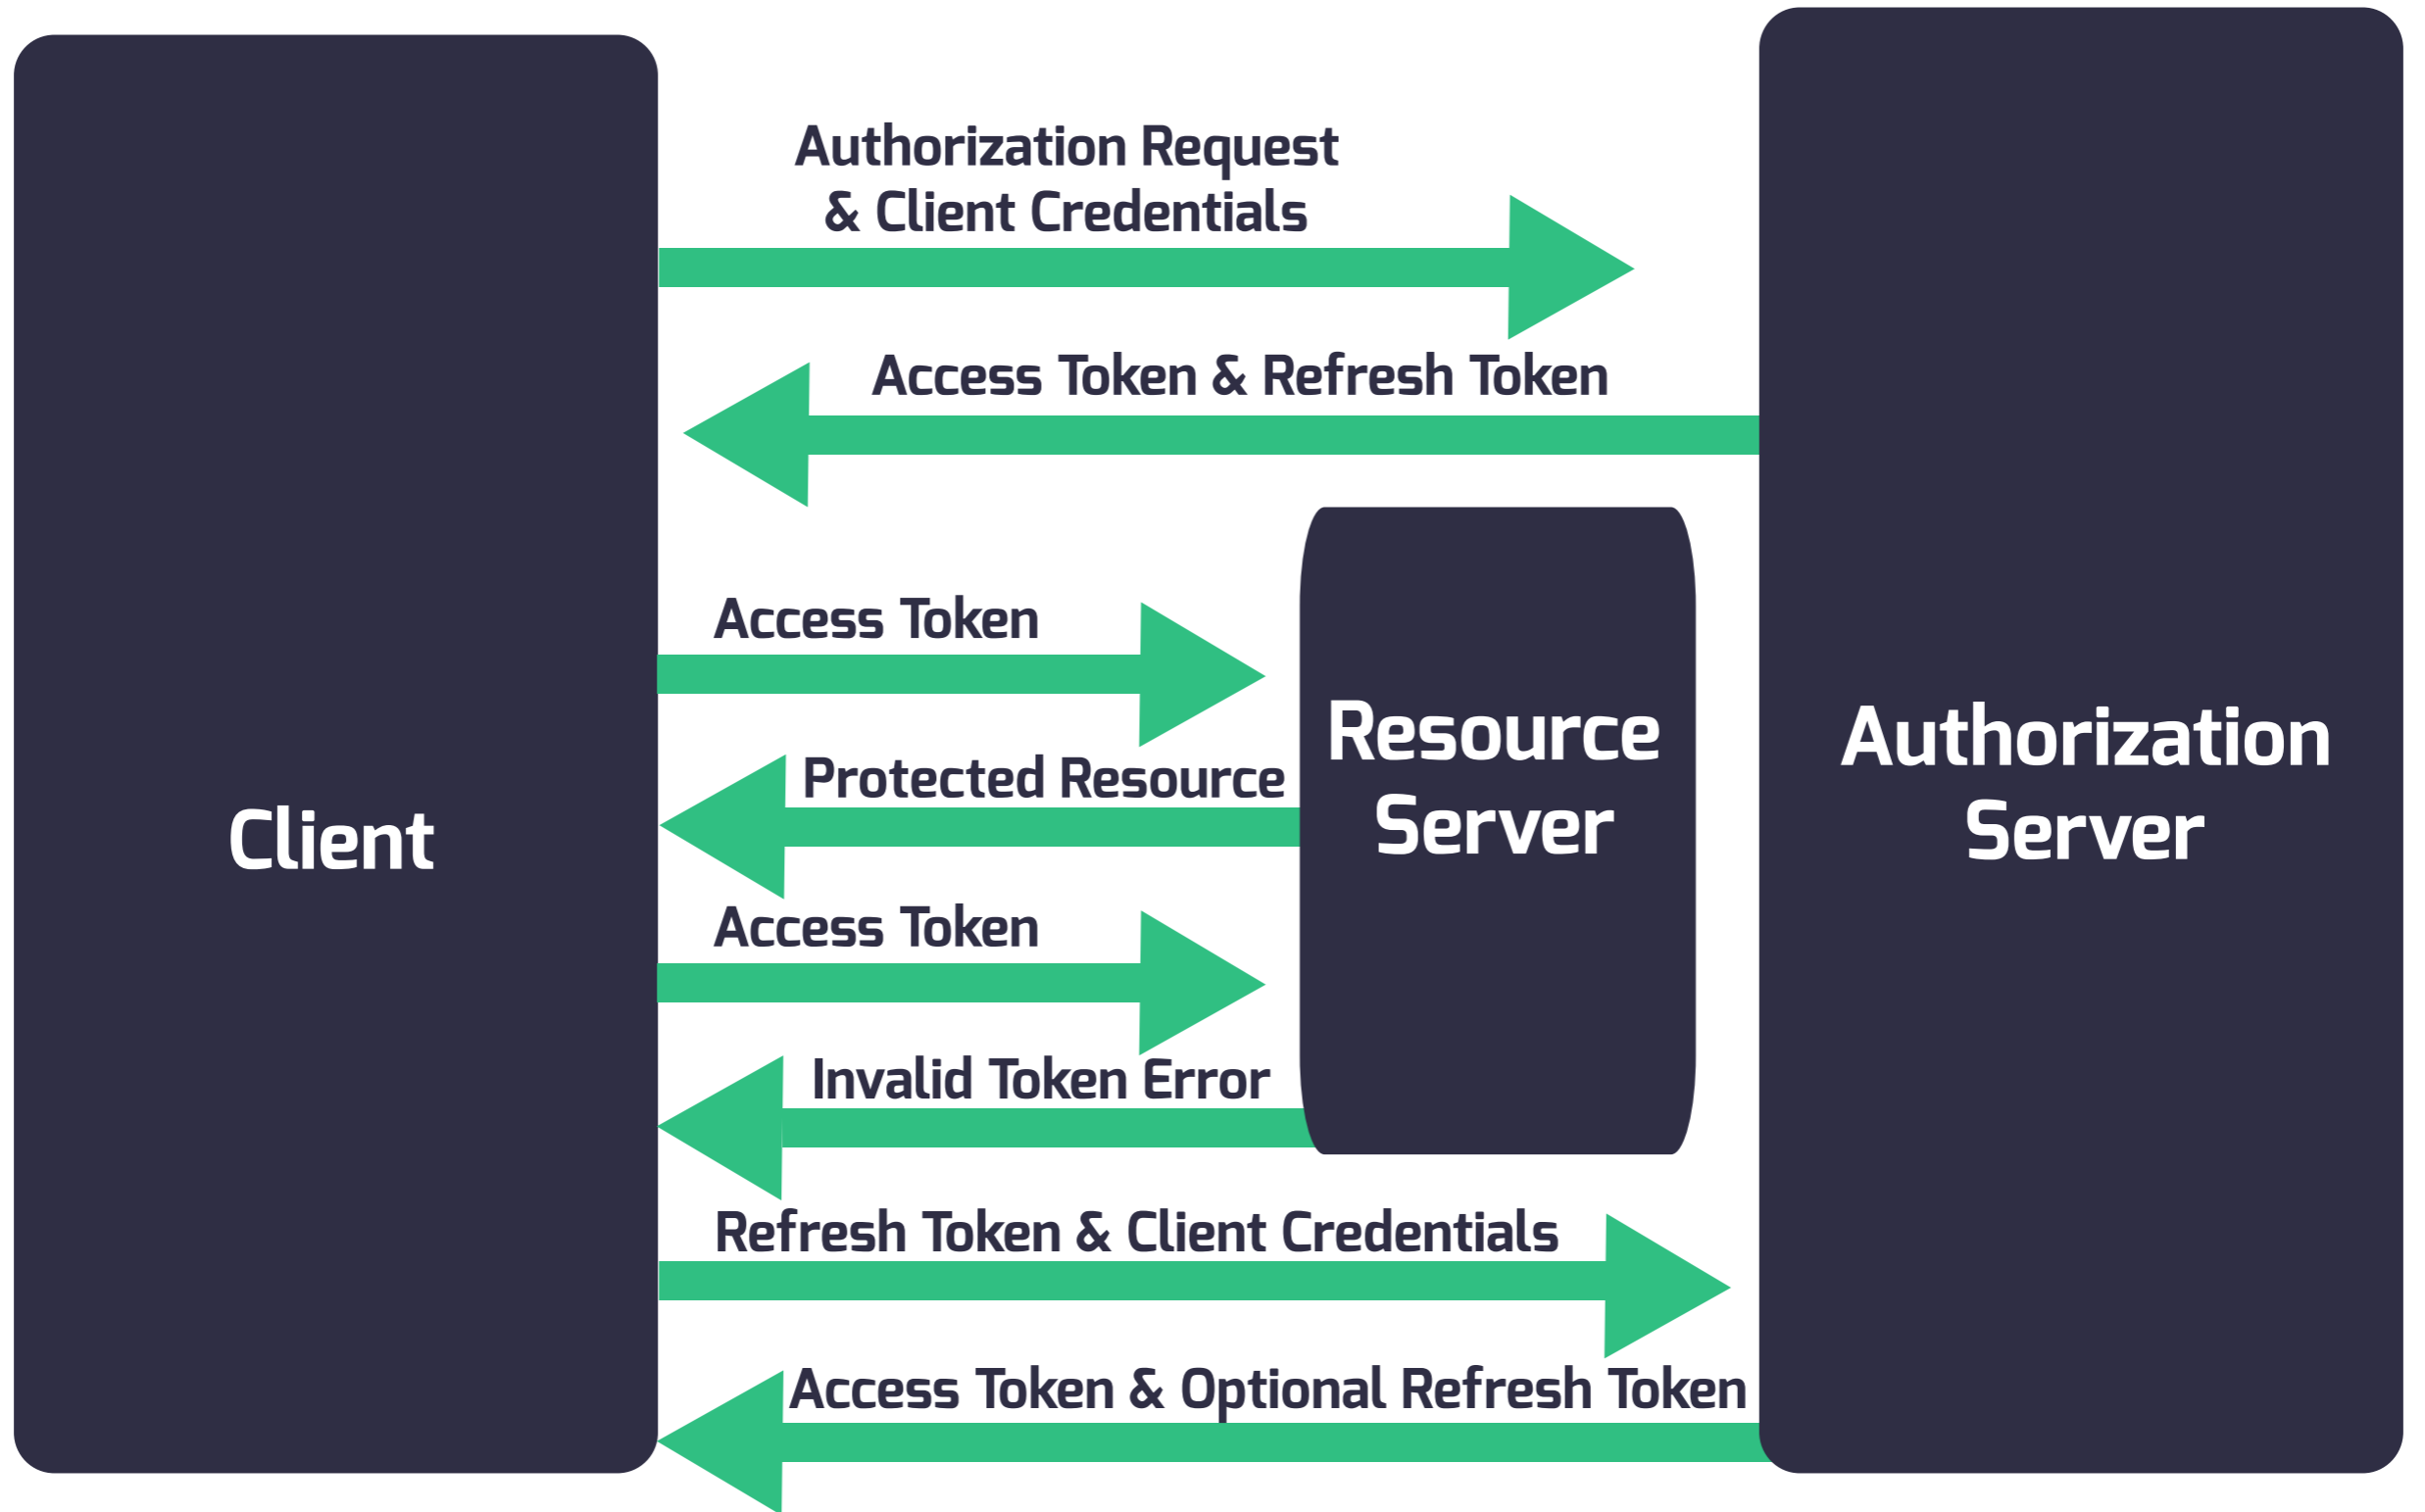 Authorization Request
& Client Credentials
Access Token & Refresh Token
Access Token
Resource
Server
Protected Resource
Authorization
Server
Client
Access Token
Invalid Token Error
Refresh Token & Client Credentials
Access Token & Optional Refresh Token